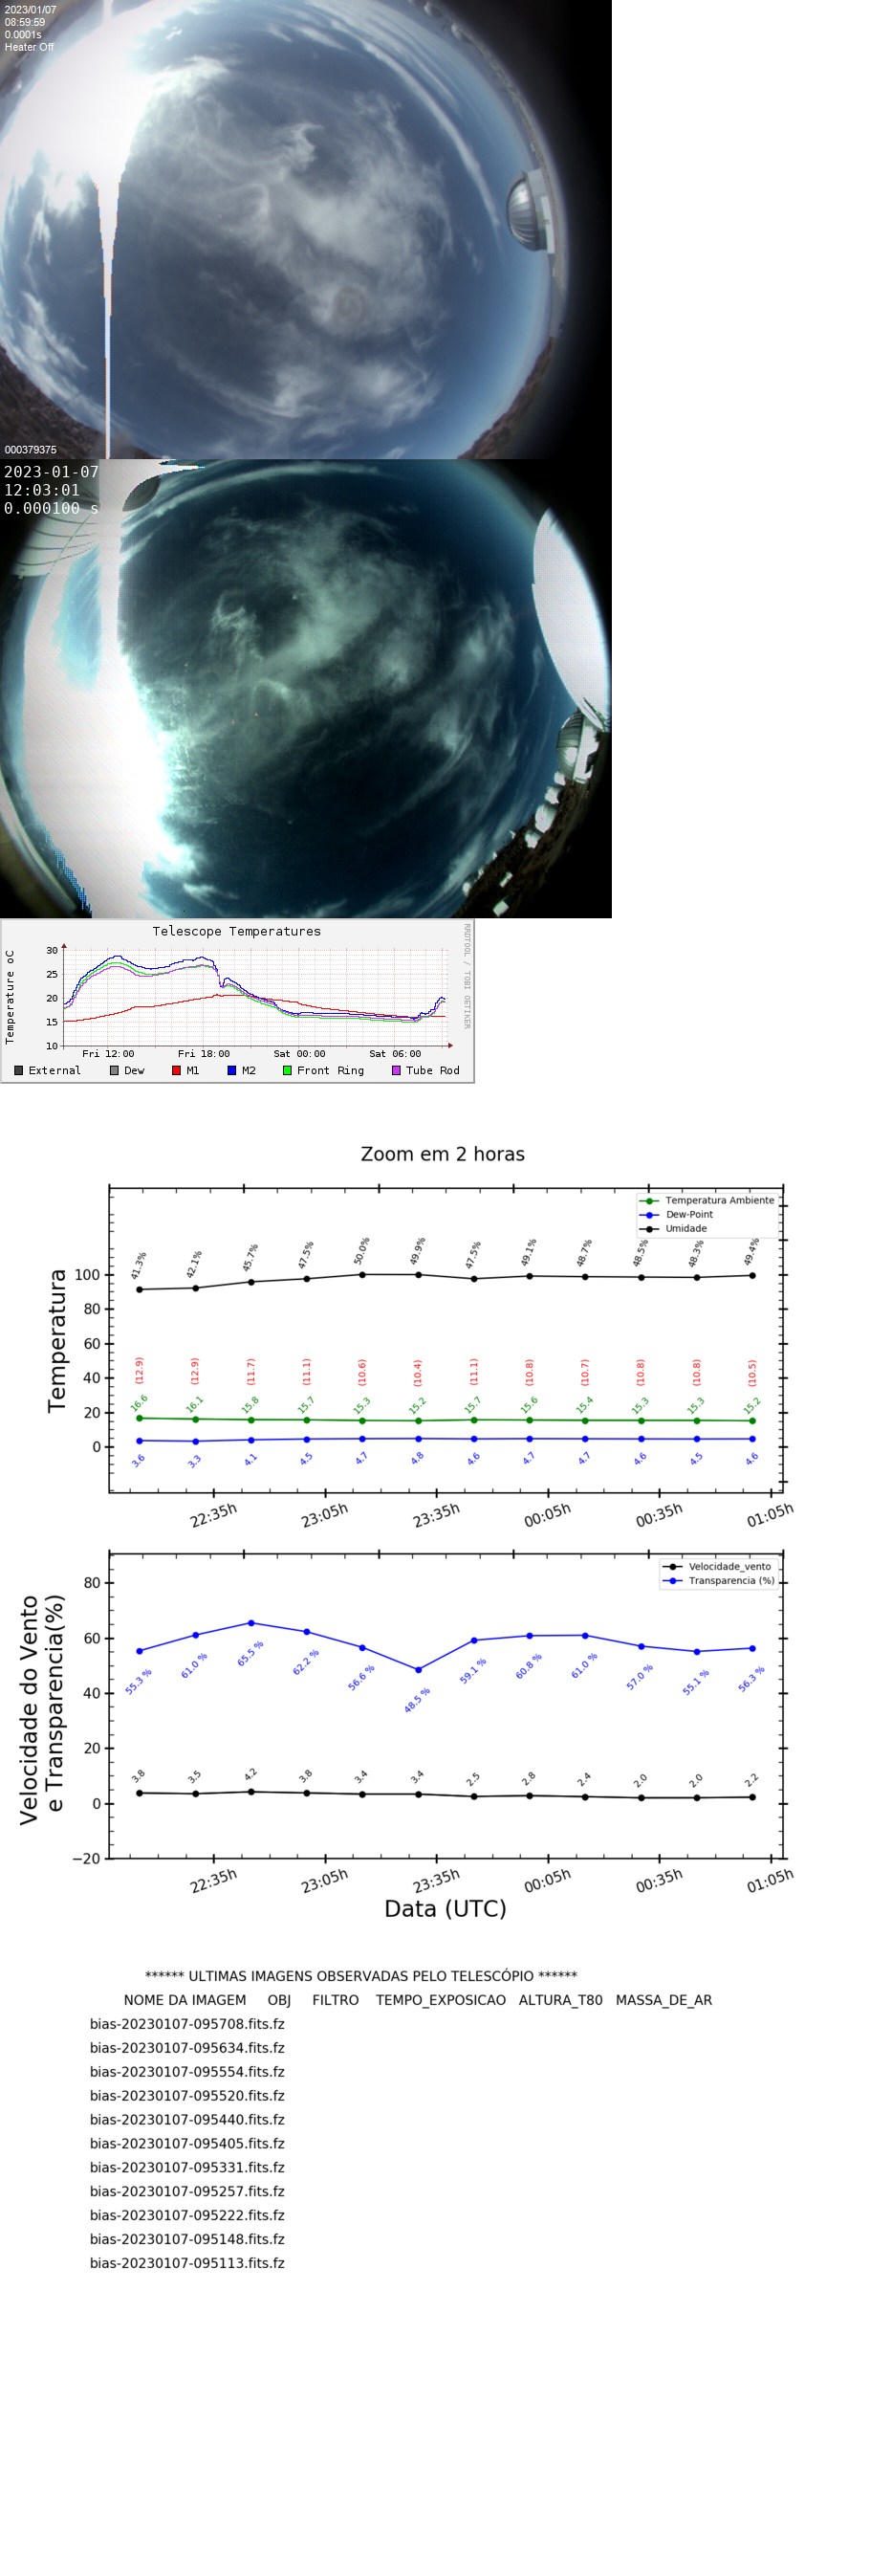 2023/01/07
08:59:59
0.0001s
Heater Off
000379375
2023-01-07
12:03:01
0.000100 s
Telescope Temperatures
RRDTOOL / TOBI OETIKER
Temperature oC
30
25
20
15
10
Fri 12:00 Fri 18:00 Sat 00:00 Sat 06:00
External Dew M1 M2 Front Ring Tube Rod
Zoom em 2 horas
Temperatura Ambiente
Dew-Point
Umidade
Temperatura
100
80
60
40
20
0
41.3% 42.1% 45.7% 47.5% 50.0% 49.9% 47.5% 49.1% 48.7% 48.5% 48.3% 49.4%
(12.9) (12.9) (11.7) (11.1) (10.6) (10.4) (11.1) (10.8) (10.7) (10.8) (10.8) (10.5)
16.6 16.1 15.8 15.7 15.3 15.2 15.7 15.6 15.4 15.3 15.3 15.2
3.6 3.3 4.1 4.5 4.7 4.8 4.6 4.7 4.7 4.6 4.5 4.6
22:35h 23:05h 23:35h 00:05h 00:35h 01:05h
Velocidade_vento
Transparencia (%)
Velocidade do Vento
e Transparencia(%)
80
60
40
20
0
−20
55.3 % 61.0 % 65.5 % 62.2 % 56.6 % 48.5 % 59.1 % 60.8 % 61.0 % 57.0 % 55.1 % 56.3 %
3.8 3.5 4.2 3.8 3.4 3.4 2.5 2.8 2.4 2.0 2.0 2.2
22:35h 23:05h 23:35h 00:05h 00:35h 01:05h
Data (UTC)
****** ULTIMAS IMAGENS OBSERVADAS PELO TELESCÓPIO ******
NOME DA IMAGEM OBJ FILTRO TEMPO_EXPOSICAO ALTURA_T80 MASSA_DE_AR
bias-20230107-095708.fits.fz
bias-20230107-095634.fits.fz
bias-20230107-095554.fits.fz
bias-20230107-095520.fits.fz
bias-20230107-095440.fits.fz
bias-20230107-095405.fits.fz
bias-20230107-095331.fits.fz
bias-20230107-095257.fits.fz
bias-20230107-095222.fits.fz
bias-20230107-095148.fits.fz
bias-20230107-095113.fits.fz